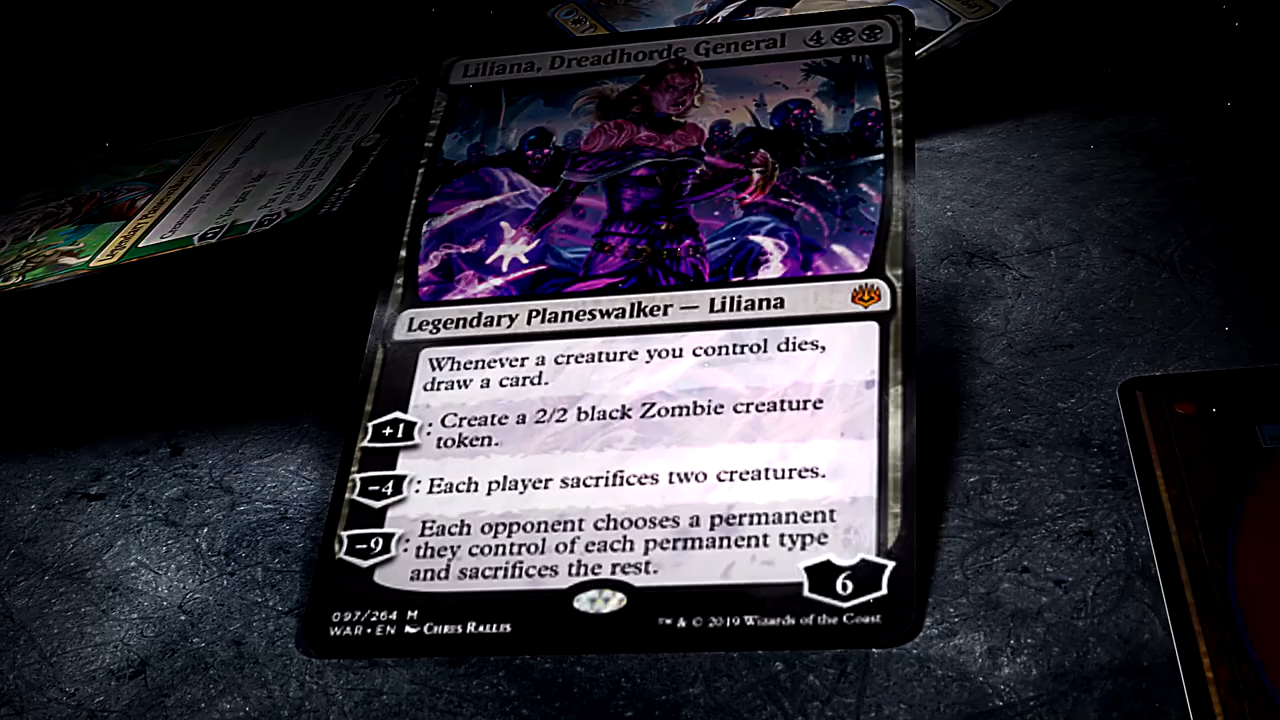 Liliana, Dreadhorde General 4
Legendary Planeswalker — Liliana
Whenever a creature you control dies,
draw a card.
+1 : Create a 2/2 black Zombie creature
token.
−4 : Each player sacrifices two creatures.
−9 : Each opponent chooses a permanent
they control of each permanent type
and sacrifices the rest.
6
097/264 M
WAR • EN Chris Rallis
™ & © 2019 Wizards of the Coast